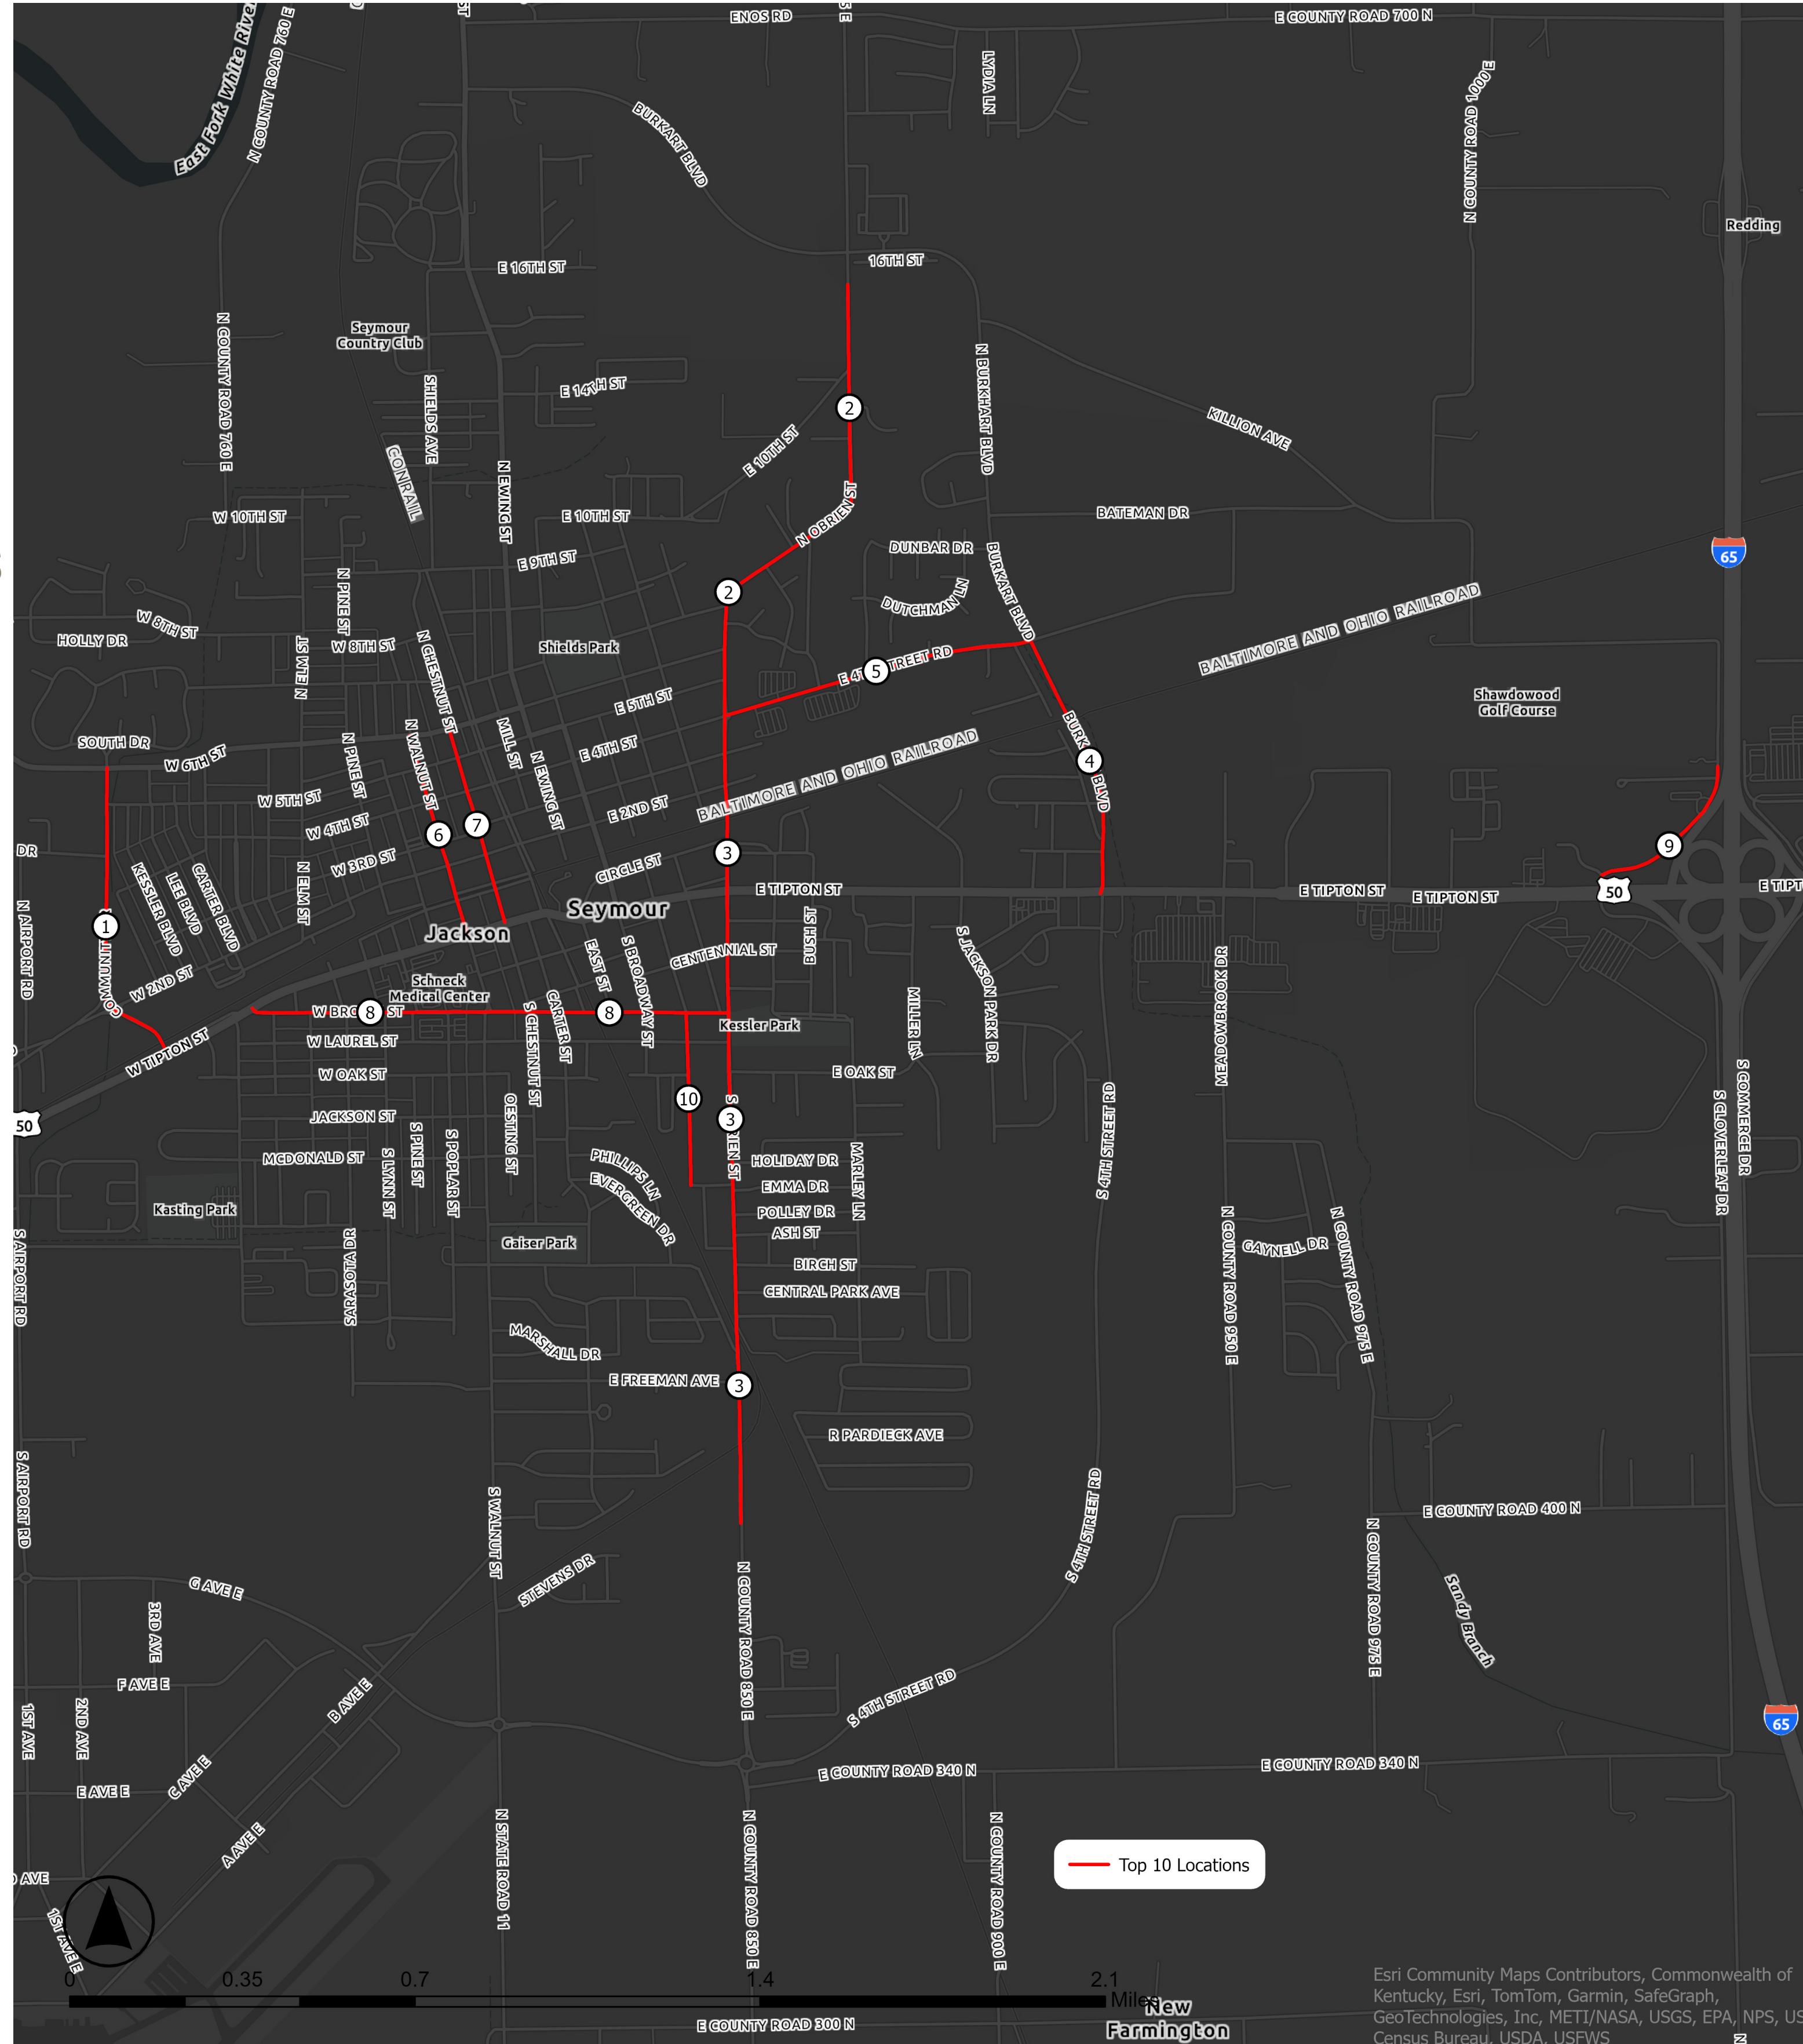 ENOS RD
E COUNTY ROAD 700 N
East Fork White River
N COUNTY ROAD 760 E
LYDIA LN
N COUNTY ROAD 1000 E
BURKART BLVD
Redding
E 16TH ST
16TH ST
Seymour
Country Club
N COUNTY ROAD 760 E
SHIELDS AVE
E 14TH ST
N BURKHART BLVD
KILLION AVE
2
E 10TH ST
CONRAIL
N EWING ST
W 10TH ST
E 10TH ST
N OBRIEN ST
BATEMAN DR
E 9TH ST
DUNBAR DR
BURKART BLVD
65
N PINE ST
2
DUTCHMAN LN
BALTIMORE AND OHIO RAILROAD
W 8TH ST
HOLLY DR
N ELM ST
W 8TH ST
N CHESTNUT ST
Shields Park
5
E 4TH STREET RD
E 5TH ST
Shawdowood
Golf Course
SOUTH DR
W 6TH ST
N PINE ST
N WALNUT ST
MILL ST
N EWING ST
E 4TH ST
BALTIMORE AND OHIO RAILROAD
BURK
4
BLVD
W 5TH ST
W 4TH ST
E 2ND ST
6
7
DR
W 3RD ST
CIRCLE ST
3
9
KESSLER BLVD
LEE BLVD
CARTER BLVD
N ELM ST
E TIPTON ST
E TIPTON ST
E TIPTON ST
50
E TIPT
N AIRPORT RD
1
COMMUNIT
Seymour
Jackson
BUSH ST
S JACKSON PARK DR
W 2ND ST
EAST ST
S BROADWAY ST
CENTENNIAL ST
MEADOWBROOK DR
Schneck
Medical Center
W BRO
8
ST
8
S CHESTNUT ST
CARTER ST
Kessler Park
MILLER LN
W TIPTON ST
W LAUREL ST
W OAK ST
E OAK ST
S COMMERCE DR
S CLOVERLEAF DR
50
JACKSON ST
OESTING ST
10
S
3
IEN ST
S 4TH STREET RD
MCDONALD ST
S LYNN ST
S PINE ST
S POPLAR ST
PHILLIPS LN
EVERGREEN DR
HOLIDAY DR
EMMA DR
MARLEY LN
Kasting Park
POLLEY DR
ASH ST
Gaiser Park
S AIRPORT RD
SARASOTA DR
BIRCH ST
CENTRAL PARK AVE
N COUNTY ROAD 950 E
GAYNELL DR
N COUNTY ROAD 975 E
MARSHALL DR
E FREEMAN AVE
3
R PARDIECK AVE
S AIRPORT RD
S WALNUT ST
S 4TH STREET RD
E COUNTY ROAD 400 N
N COUNTY ROAD 975 E
STEVENS DR
G AVE E
3RD AVE
N COUNTY ROAD 850 E
Sandy Branch
F AVE E
B AVE E
S 4TH STREET RD
1ST AVE
2ND AVE
65
E AVE E
C AVE E
E COUNTY ROAD 340 N
E COUNTY ROAD 340 N
A AVE E
N STATE ROAD 11
N COUNTY ROAD 850 E
N COUNTY ROAD 900 E
Top 10 Locations
AVE
1ST AVE E
0 0.35 0.7 1.4 2.1
Miles
New
Farmington
E COUNTY ROAD 300 N
Esri Community Maps Contributors, Commonwealth of
Kentucky, Esri, TomTom, Garmin, SafeGraph,
GeoTechnologies, Inc, METI/NASA, USGS, EPA, NPS, US
Census Bureau, USDA, USFWS